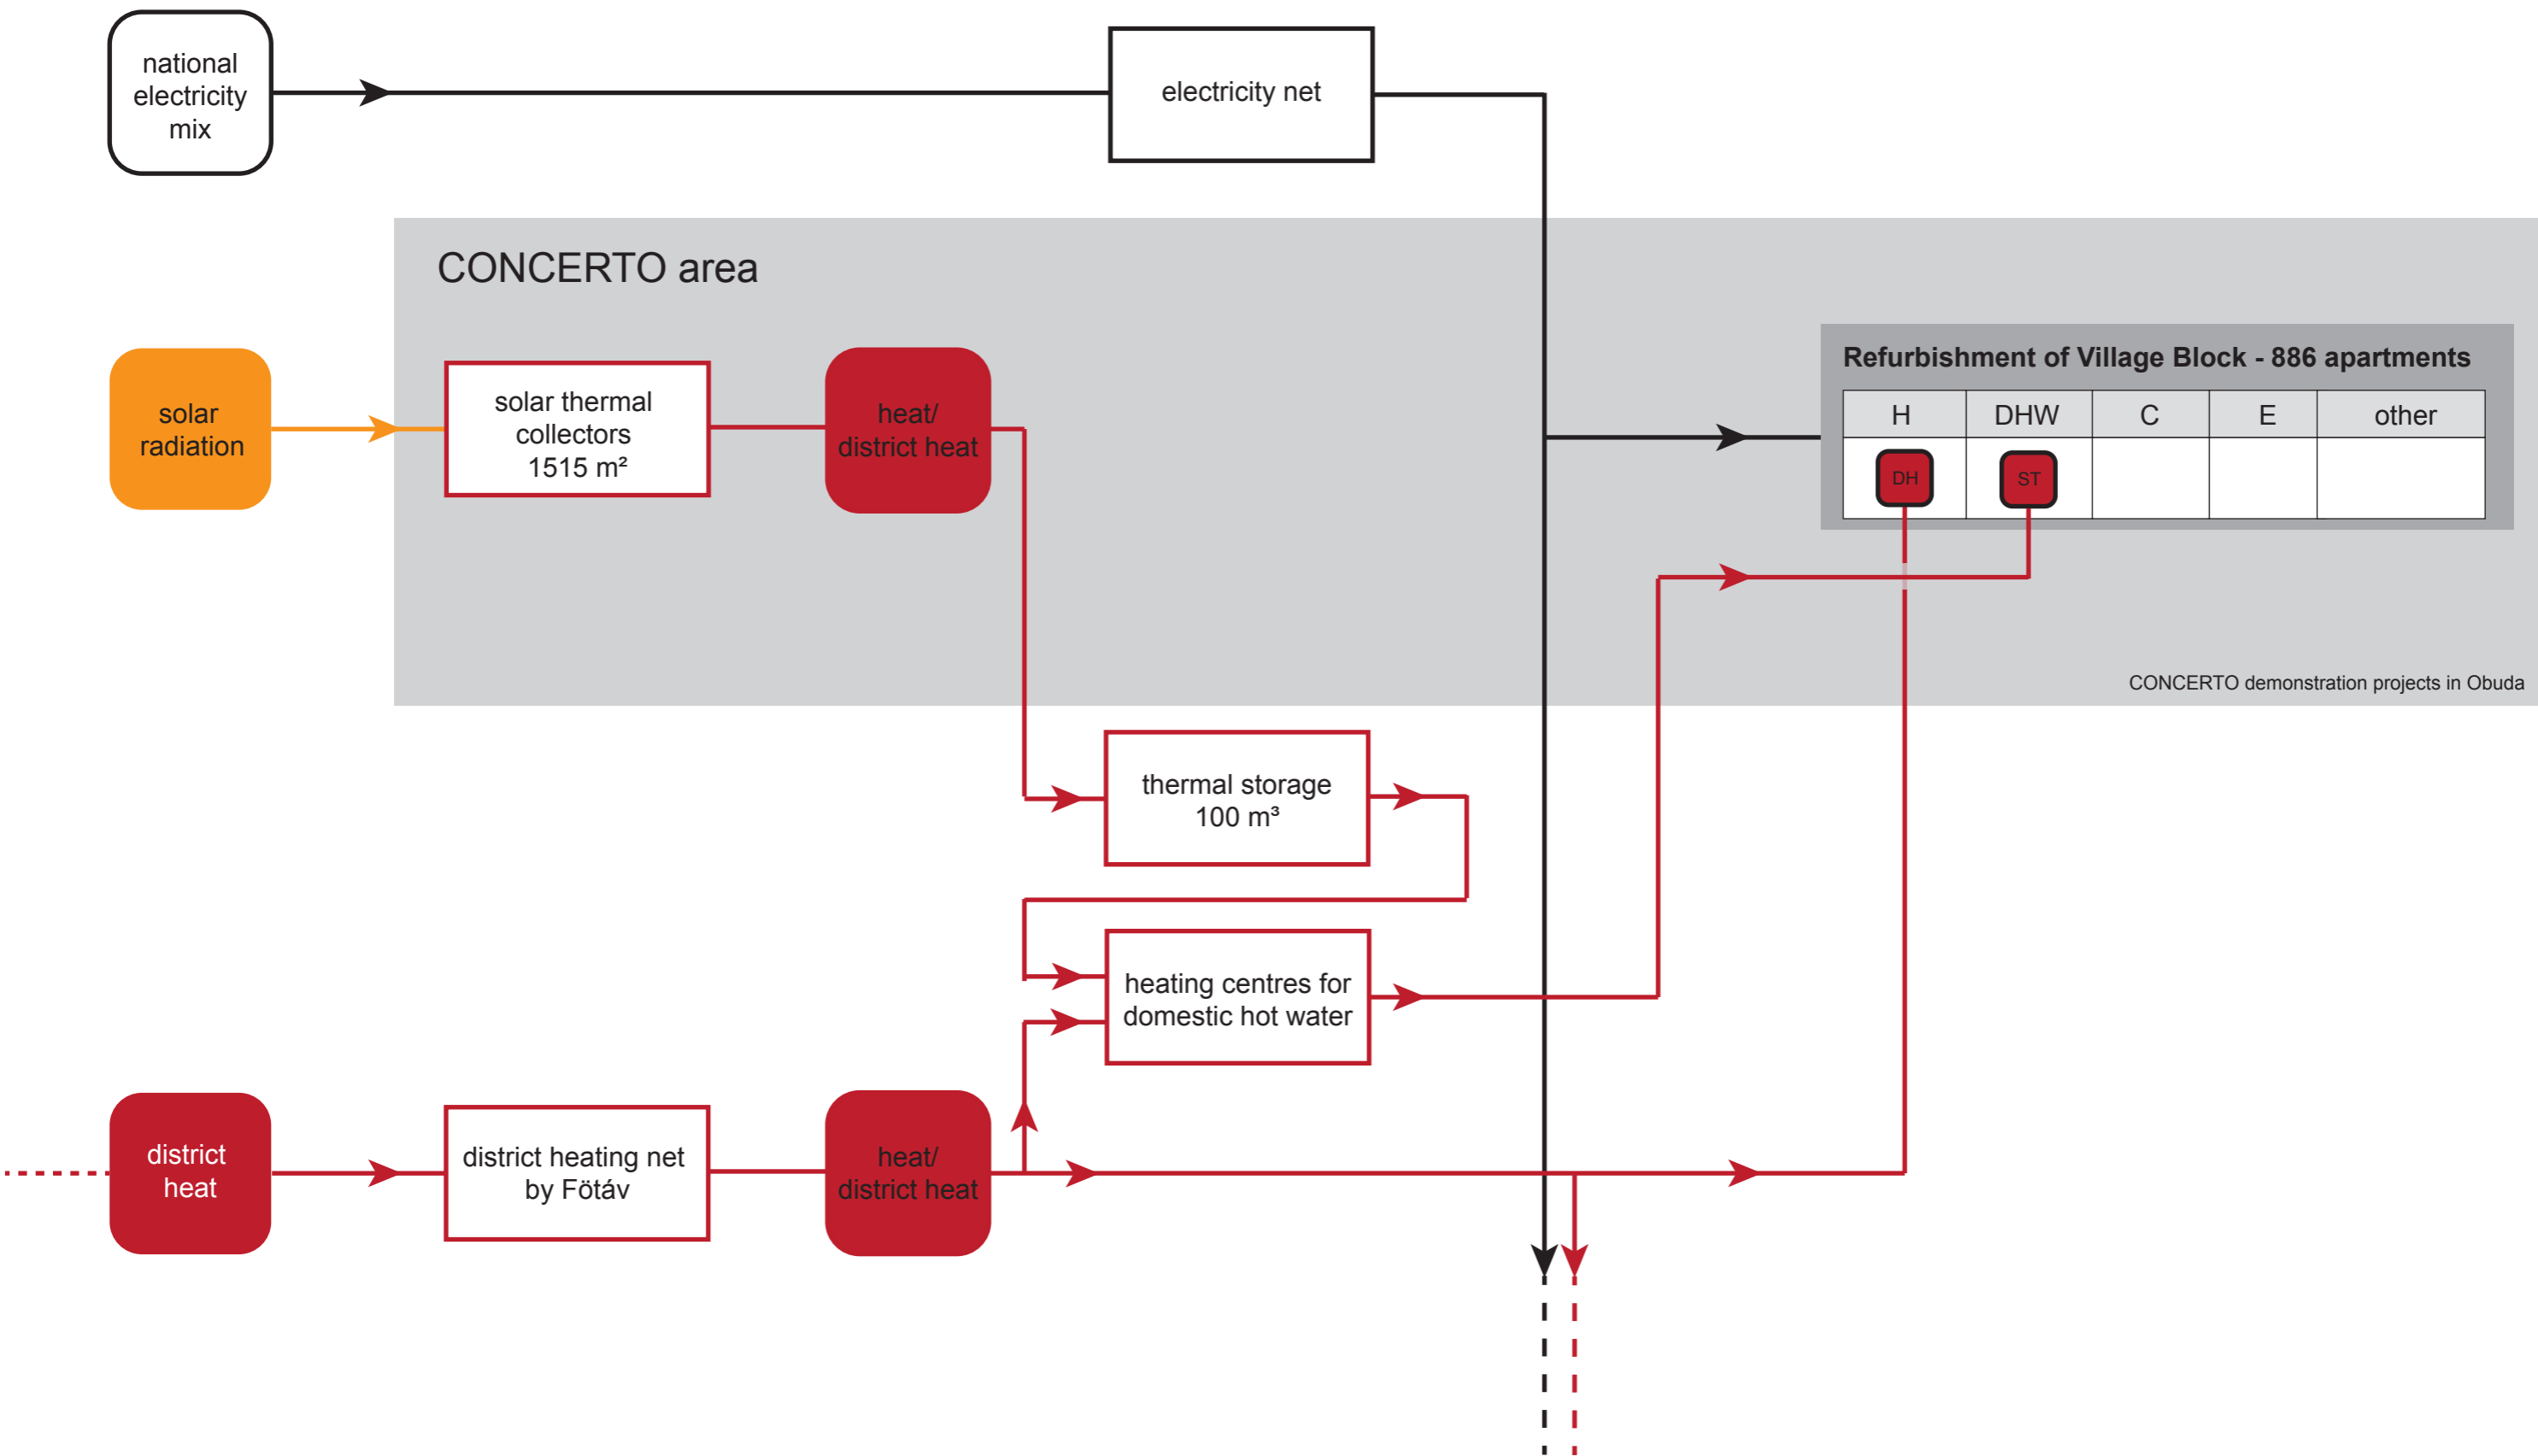 national
electricity
mix
electricity net
CONCERTO area
solar
radiation
solar thermal
collectors
1515 m²
heat/
district heat
Refurbishment of Village Block - 886 apartments
H DHW C E other
DH ST
CONCERTO demonstration projects in Obuda
thermal storage
100 m³
heating centres for
domestic hot water
district
heat
district heating net
by Fötáv
heat/
district heat